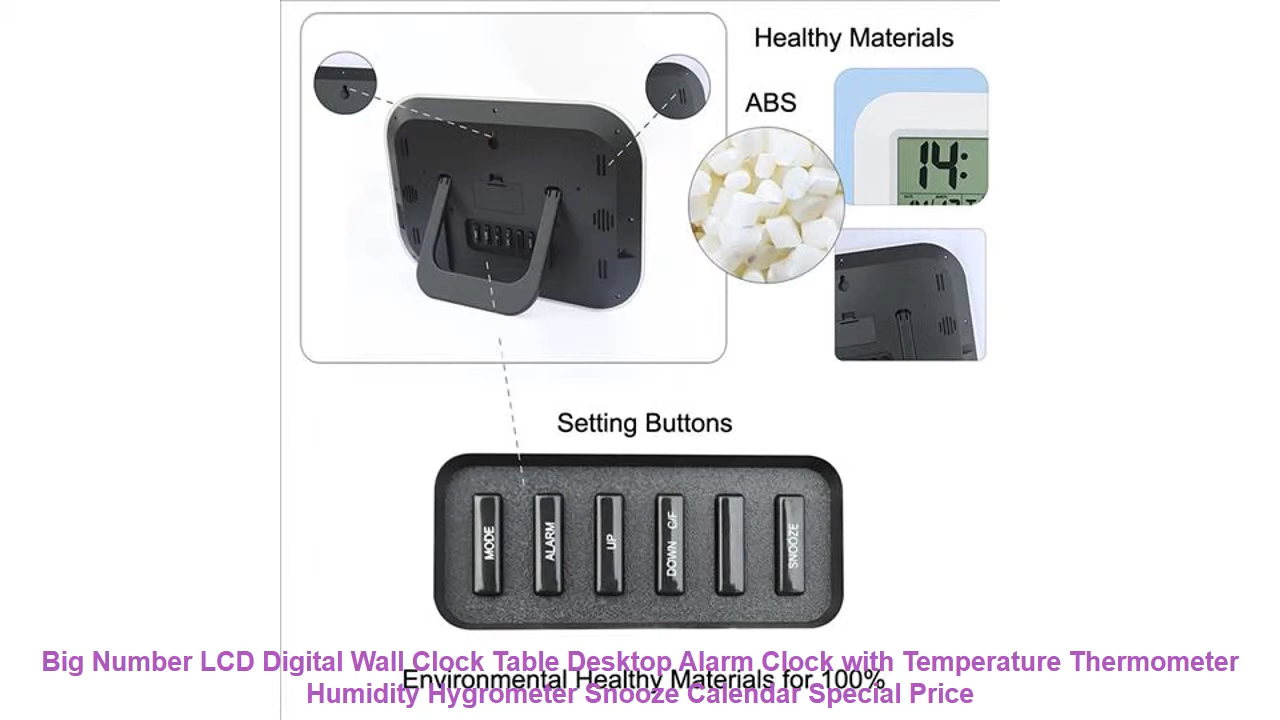 Healthy Materials
ABS
14:
Setting Buttons
MODE
ALARM
UP
DOWN C/F
SNOOZE
Environmental Healthy Materials for 100%
Big Number LCD Digital Wall Clock Table Desktop Alarm Clock with Temperature Thermometer
Humidity Hygrometer Snooze Calendar Special Price